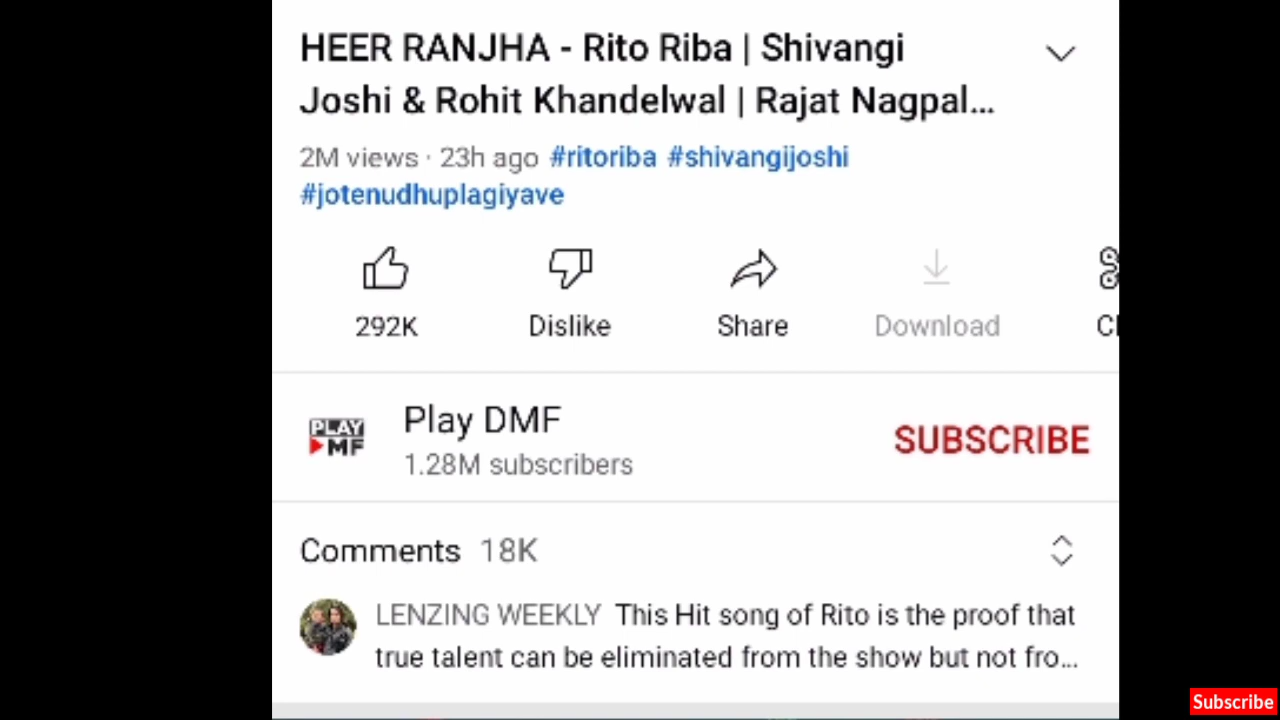 HEER RANJHA - Rito Riba | Shivangi
Joshi & Rohit Khandelwal | Rajat Nagpal...
2M views · 23h ago #ritoriba #shivangijoshi
#jotenudhuplagiyave
292K Dislike Share Download
PLAY
DMF
Play DMF
1.28M subscribers
SUBSCRIBE
Comments 18K
LENZING WEEKLY This Hit song of Rito is the proof that
true talent can be eliminated from the show but not fro...
Subscribe